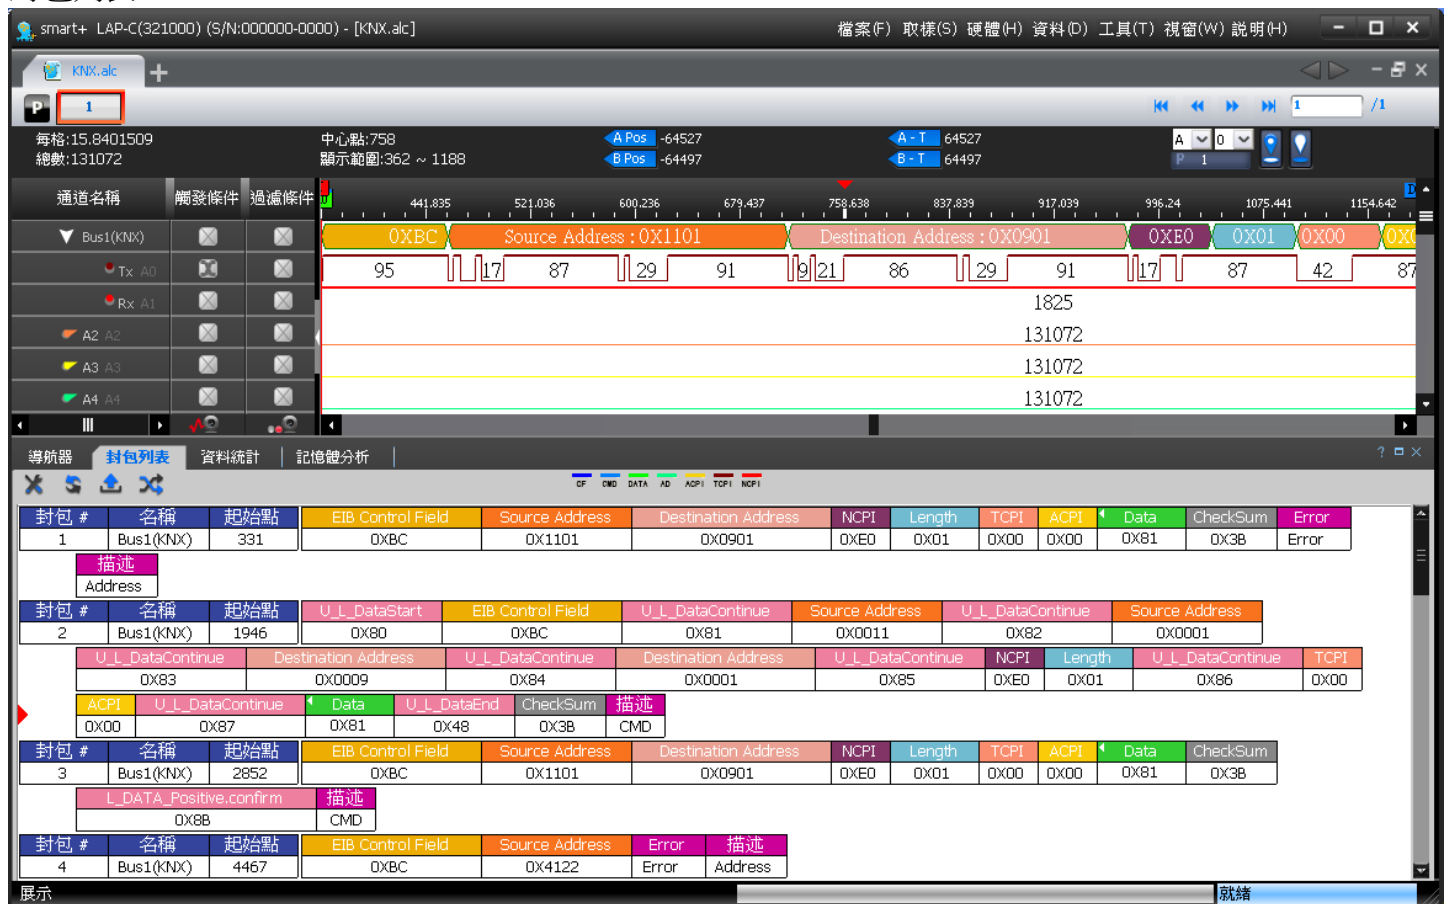 smart+ LAP-C(321000) (S/N:000000-0000) - [KNX.alc] 檔案(F) 取樣(S) 硬體(H) 資料(D) 工具(T) 視窗(W) 說明(H)
KNX.alc
P 1 1 /1
每格:15.8401509 中心點:758 A Pos -64527 A - T 64527 A 0
總數:131072 顯示範圍:362 ~ 1188 B Pos -64497 B - T 64497 P 1
通道名稱 觸發條件 過濾條件 441.835 521.036 600.236 679.437 758.638 837.839 917.039 996.24 1075.441 1154.642 D
Bus1(KNX) 0XBC Source Address : 0X1101 Destination Address : 0X0901 0XE0 0X01 0X00
Tx A0 95 17 87 29 91 9 21 86 29 91 17 87 42 87
Rx A1 1825
A2 A2 131072
A3 A3 131072
A4 A4 131072
導航器 封包列表 資料統計 記憶體分析
CF CMD DATA AD ACPI TCPI NCPI
封包 # 名稱 起始點 EIB Control Field Source Address Destination Address NCPI Length TCPI ACPI Data CheckSum Error
1 Bus1(KNX) 331 0XBC 0X1101 0X0901 0XE0 0X01 0X00 0X00 0X81 0X3B Error
描述
Address
封包 # 名稱 起始點 U_L_DataStart EIB Control Field U_L_DataContinue Source Address U_L_DataContinue Source Address
2 Bus1(KNX) 1946 0X80 0XBC 0X81 0X0011 0X82 0X0001
U_L_DataContinue Destination Address U_L_DataContinue Destination Address U_L_DataContinue NCPI Length U_L_DataContinue TCPI
0X83 0X0009 0X84 0X0001 0X85 0XE0 0X01 0X86 0X00
ACPI U_L_DataContinue Data U_L_DataEnd CheckSum 描述
0X00 0X87 0X81 0X48 0X3B CMD
封包 # 名稱 起始點 EIB Control Field Source Address Destination Address NCPI Length TCPI ACPI Data CheckSum
3 Bus1(KNX) 2852 0XBC 0X1101 0X0901 0XE0 0X01 0X00 0X00 0X81 0X3B
L_DATA_Positive.confirm 描述
0X8B CMD
封包 # 名稱 起始點 EIB Control Field Source Address Error 描述
4 Bus1(KNX) 4467 0XBC 0X4122 Error Address
展示 就緒